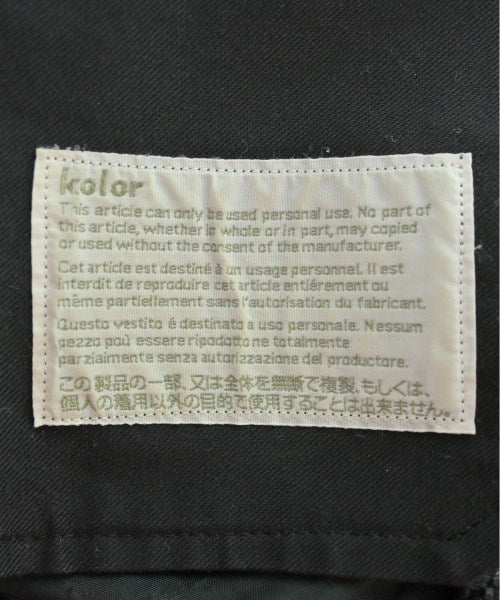 kolor
This article can only be used personal use. No part of
this article, whether in whole or in part, may copied
or used without the consent of the manufacturer.
Cet article est destiné à un usage personnel. Il est
interdit de reproduire cet article entiérement ou
même partiellement sans l'autorisation du fabricant.
Questo vestito é destinato a uso personale. Nessum
pezzo poù essere ripodotto ne totalmente
parzialmente senza autorizzazione del produttore.
この製品の一部、又は全体を無断で複製、もしくは、
個人の着用以外の目的で使用することは出来ません。